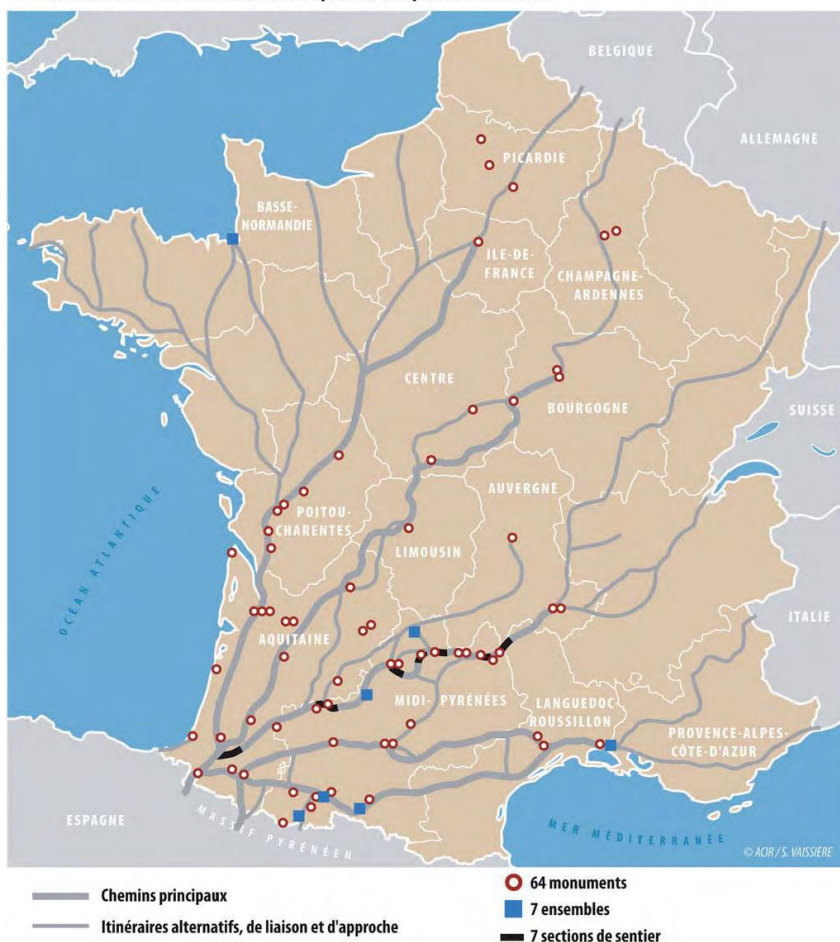 BELGIQUE
ALLEMAGNE
PICARDIE
BASSE-
NORMANDIE
ILE-DE-
FRANCE
CHAMPAGNE-
ARDENNES
CENTRE
BOURGOGNE
SUISSE
OCÉAN ATLANTIQUE
POITOU-
CHARENTES
LIMOUSIN
AUVERGNE
ITALIE
AQUITAINE
MIDI-PYRÉNÉES
LANGUEDOC
ROUSSILLON
PROVENCE-ALPES-
CÔTE-D'AZUR
ESPAGNE
MASSIF PYRÉNÉEN
MER MÉDITERRANÉE
© ACIR / S. VAISSIERE
Chemins principaux
Itinéraires alternatifs, de liaison et d'approche
64 monuments
7 ensembles
7 sections de sentier